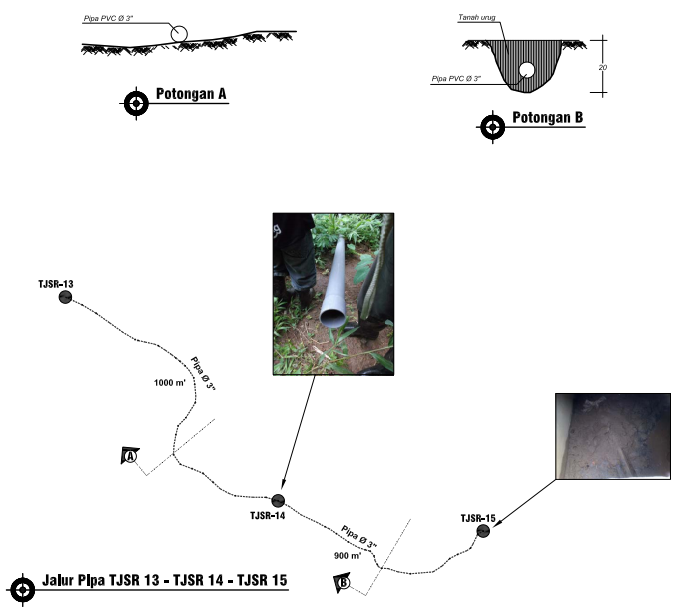 Pipa PVC Ø 3"
Potongan A
Tanah urug
Pipa PVC Ø 3"
20
Potongan B
TJSR-13
Pipa Ø 3"
1000 m'
A
TJSR-14
TJSR-15
Pipa Ø 3"
900 m'
B
Jalur Pipa TJSR 13 - TJSR 14 - TJSR 15